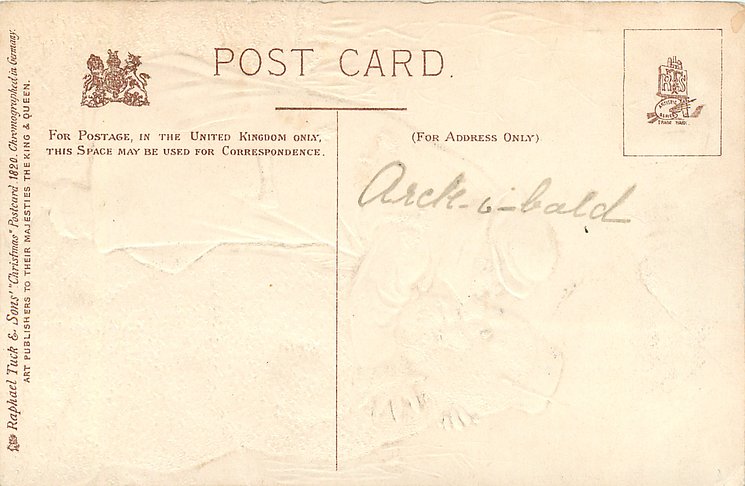 POST CARD.
FOR POSTAGE, IN THE UNITED KINGDOM ONLY,
THIS SPACE MAY BE USED FOR CORRESPONDENCE.
(FOR ADDRESS ONLY)
Arch-i-bald
Raphael Tuck & Sons' "Christmas" Postcard 1820. Chromographed in Germany.
ART PUBLISHERS TO THEIR MAJESTIES THE KING & QUEEN.
TRADE MARK.